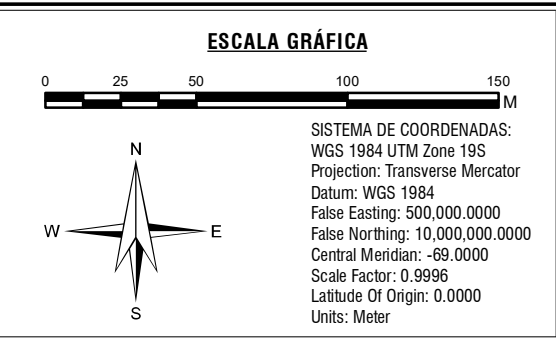 ESCALA GRÁFICA
0 25 50 100 150
M
SISTEMA DE COORDENADAS:
WGS 1984 UTM Zone 19S
Projection: Transverse Mercator
Datum: WGS 1984
False Easting: 500,000.0000
False Northing: 10,000,000.0000
Central Meridian: -69.0000
Scale Factor: 0.9996
Latitude Of Origin: 0.0000
Units: Meter
N
W E
S